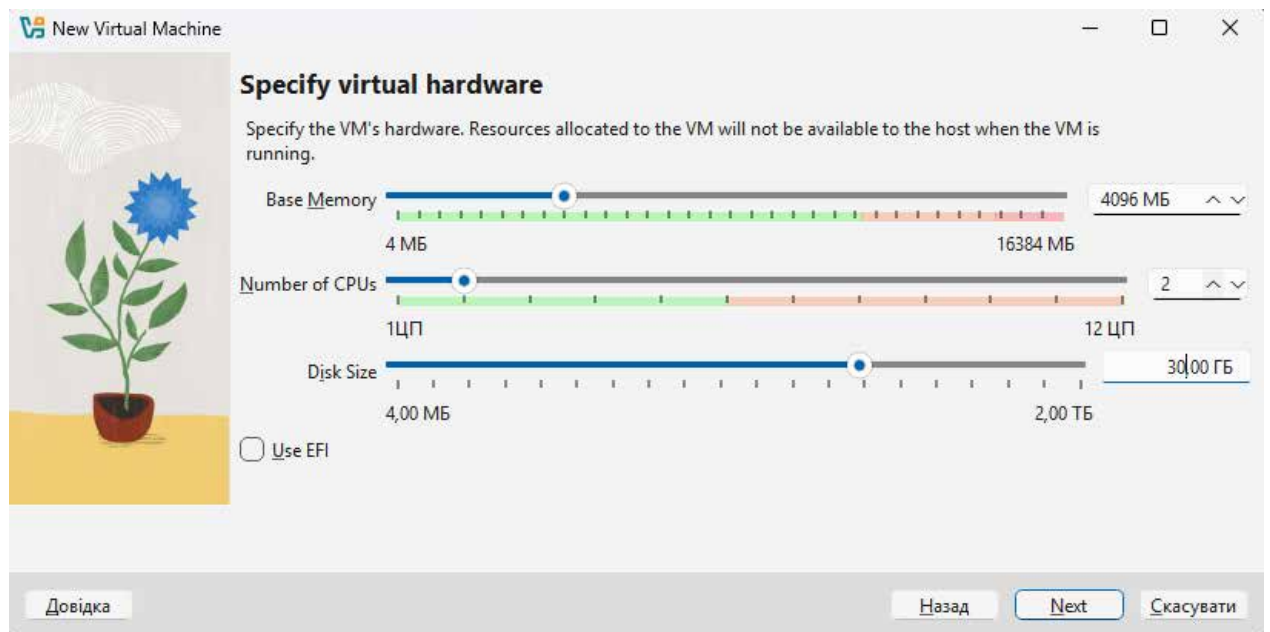 New Virtual Machine
Specify virtual hardware
Specify the VM's hardware. Resources allocated to the VM will not be available to the host when the VM is
running.
Base Memory 4096 МБ
4 МБ 16384 МБ
Number of CPUs 2
1ЦП 12 ЦП
Disk Size 30,00 ГБ
4,00 МБ 2,00 ТБ
Use EFI
Довідка Назад Next Скасувати